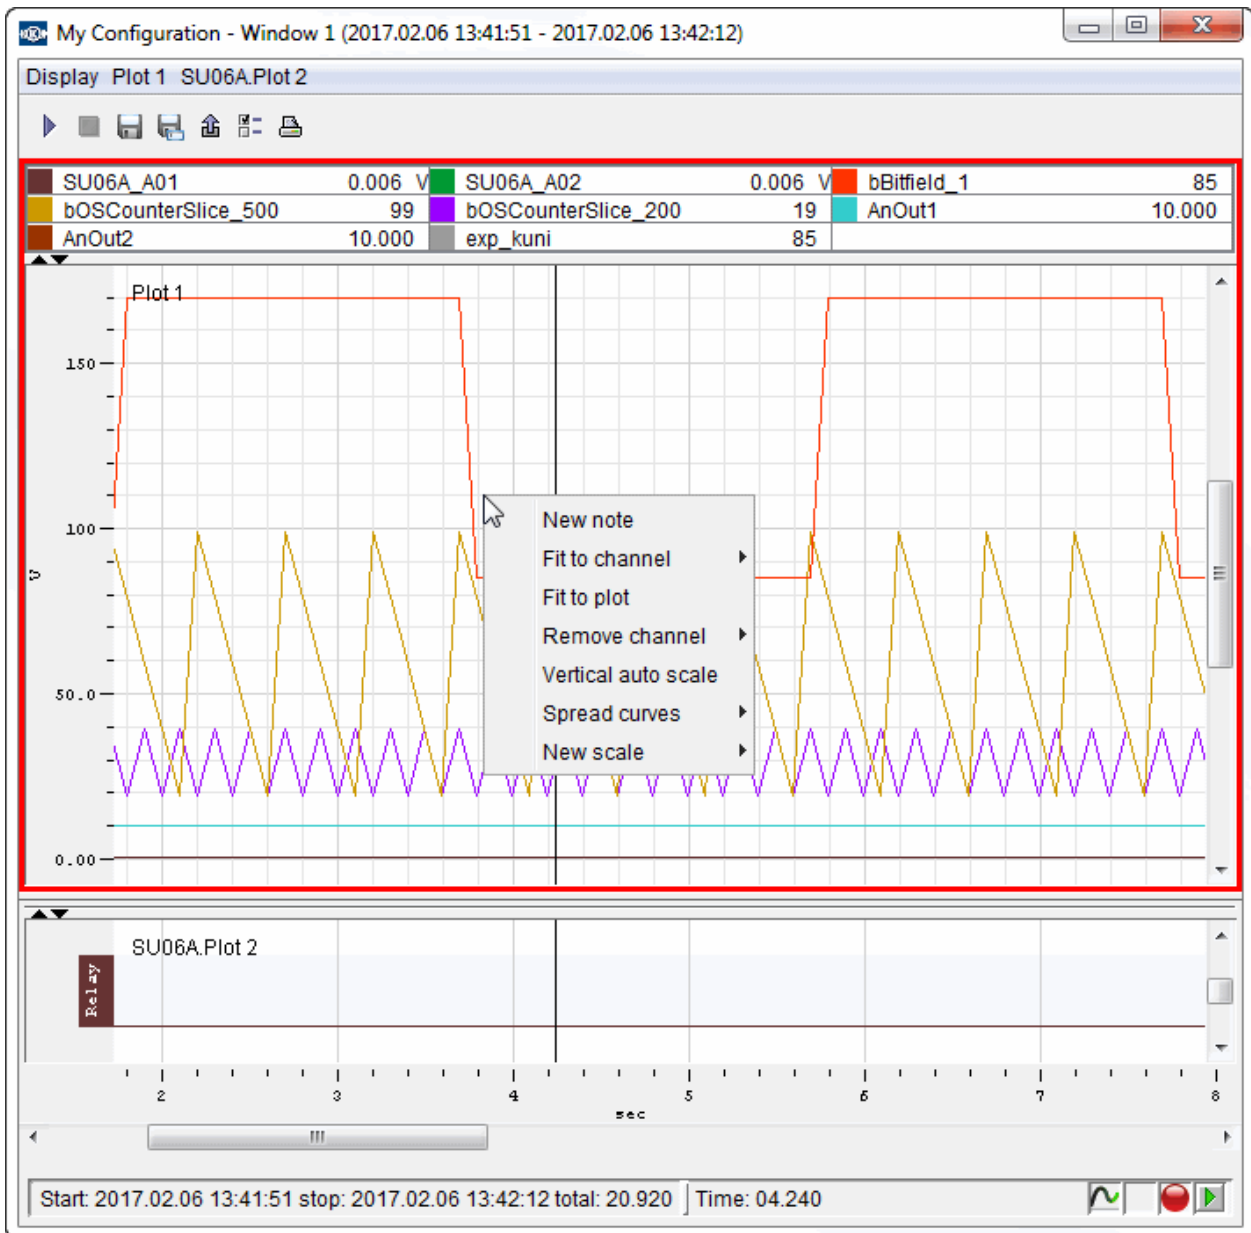 My Configuration - Window 1 (2017.02.06 13:41:51 - 2017.02.06 13:42:12)
Display Plot 1 SU06A.Plot 2
SU06A_A01 0.006 V SU06A_A02 0.006 V bBitfield_1 85
bOSCounterSlice_500 99 bOSCounterSlice_200 19 AnOut1 10.000
AnOut2 10.000 exp_kuni 85
Plot 1
150
100
V
50.0
0.00
New note
Fit to channel
Fit to plot
Remove channel
Vertical auto scale
Spread curves
New scale
SU06A.Plot 2
Relay
2 3 4 5 6 7 8
sec
Start: 2017.02.06 13:41:51 stop: 2017.02.06 13:42:12 total: 20.920 Time: 04.240